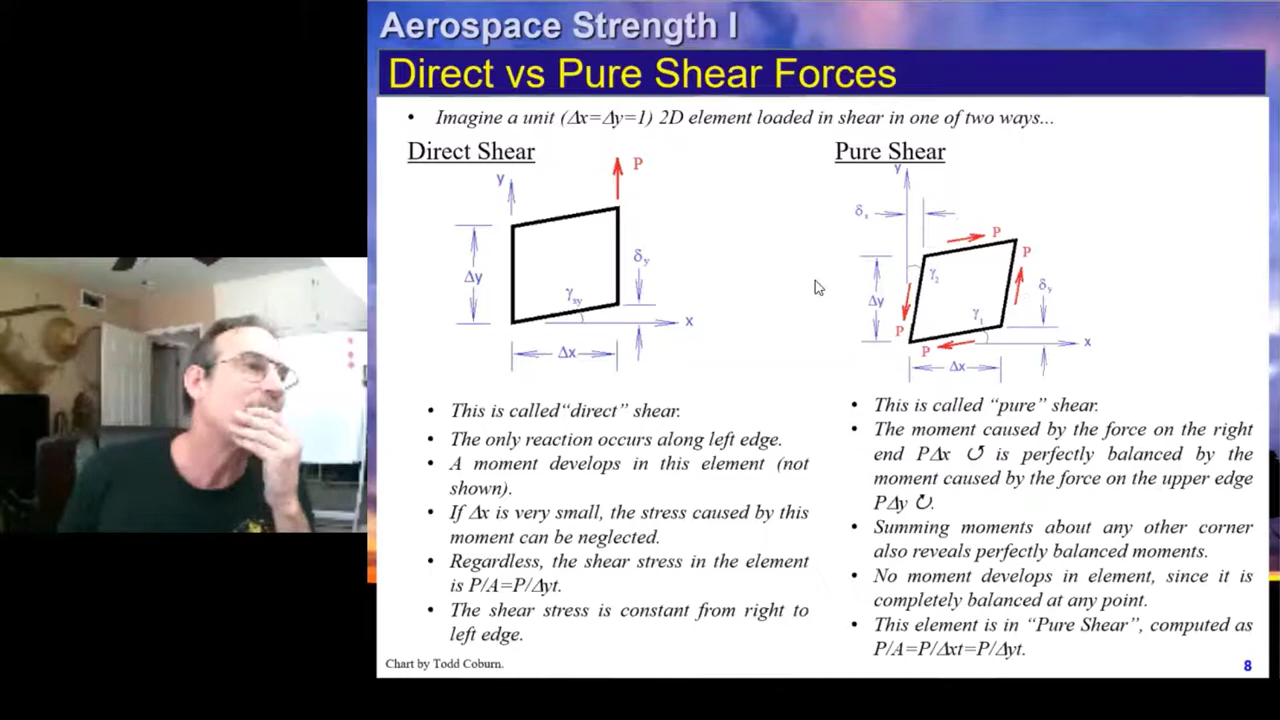 Aerospace Strength I
Direct vs Pure Shear Forces
• Imagine a unit (Δx=Δy=1) 2D element loaded in shear in one of two ways...
Direct Shear
P
y
Δy
δy
γxy
x
Δx
• This is called“direct” shear.
• The only reaction occurs along left edge.
• A moment develops in this element (not
shown).
• If Δx is very small, the stress caused by this
moment can be neglected.
• Regardless, the shear stress in the element
is P/A=P/Δyt.
• The shear stress is constant from right to
left edge.
Pure Shear
y
δx
P
P
γ2
Δy
δy
γ1
P
x
P
Δx
• This is called “pure” shear.
• The moment caused by the force on the right
end PΔx ↺ is perfectly balanced by the
moment caused by the force on the upper edge
PΔy ↻.
• Summing moments about any other corner
also reveals perfectly balanced moments.
• No moment develops in element, since it is
completely balanced at any point.
• This element is in “Pure Shear”, computed as
P/A=P/Δxt=P/Δyt.
Chart by Todd Coburn.
8